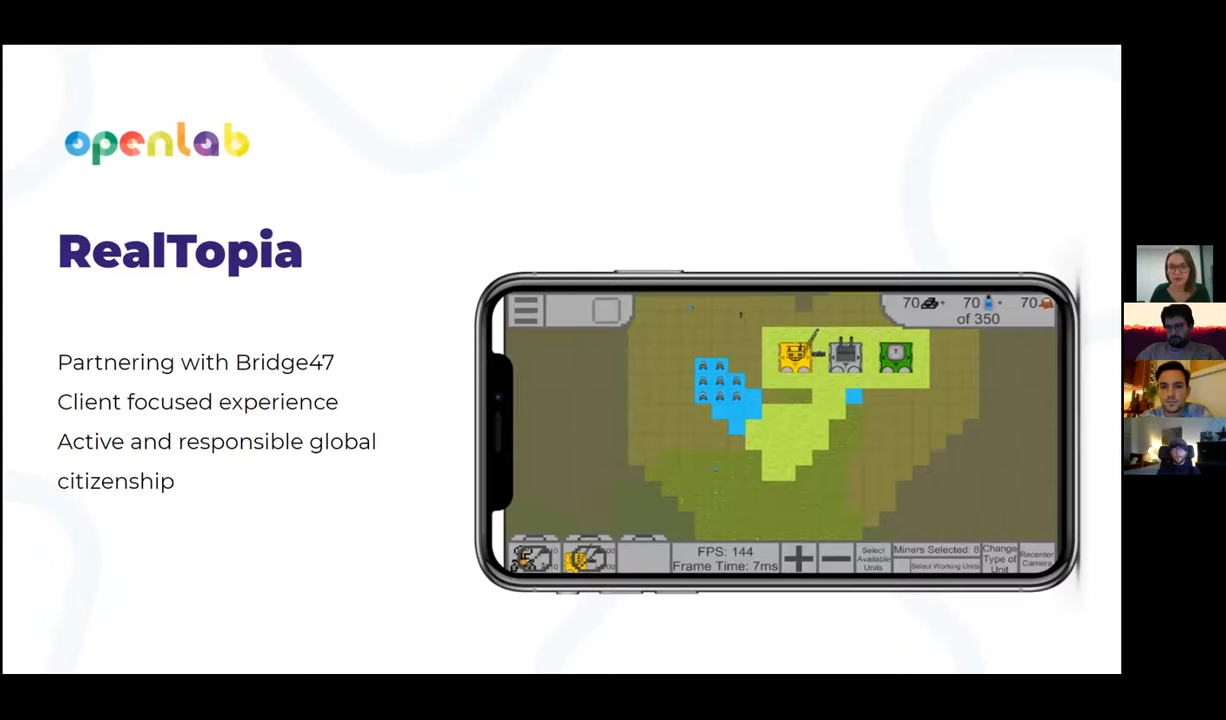 openlab
RealTopia
Partnering with Bridge47
Client focused experience
Active and responsible global
citizenship
70 + 70 + 70
of 350
FPS: 144
Frame Time: 7ms
Select
Available
Units
Miners Selected: 8
Select Working Units
Change
Type of
Unit
Recenter
Camera